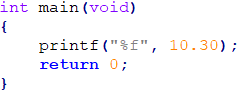 int main(void)
{
    printf("%f", 10.30);
    return 0;
}